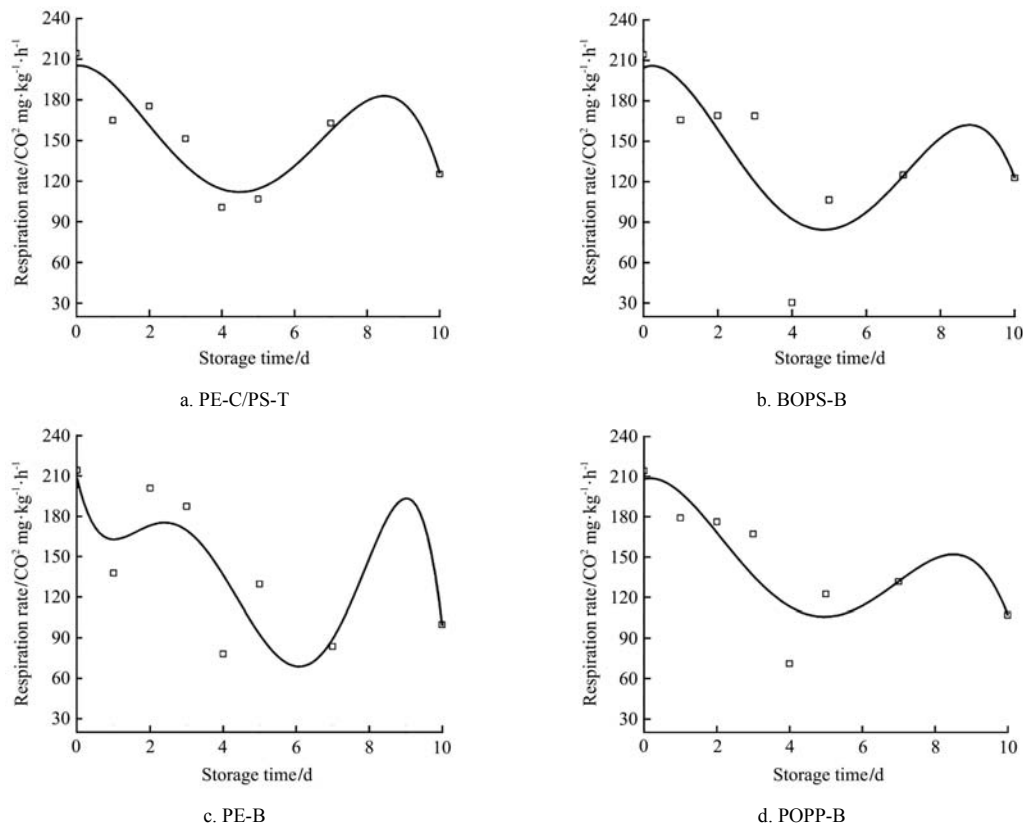 240
210
180
150
120
90
60
30
Respiration rate/CO² mg·kg⁻¹·h⁻¹
0 2 4 6 8 10
Storage time/d
a. PE-C/PS-T
240
210
180
150
120
90
60
30
Respiration rate/CO² mg·kg⁻¹·h⁻¹
0 2 4 6 8 10
Storage time/d
b. BOPS-B
240
210
180
150
120
90
60
30
Respiration rate/CO² mg·kg⁻¹·h⁻¹
0 2 4 6 8 10
Storage time/d
c. PE-B
240
210
180
150
120
90
60
30
Respiration rate/CO² mg·kg⁻¹·h⁻¹
0 2 4 6 8 10
Storage time/d
d. POPP-B